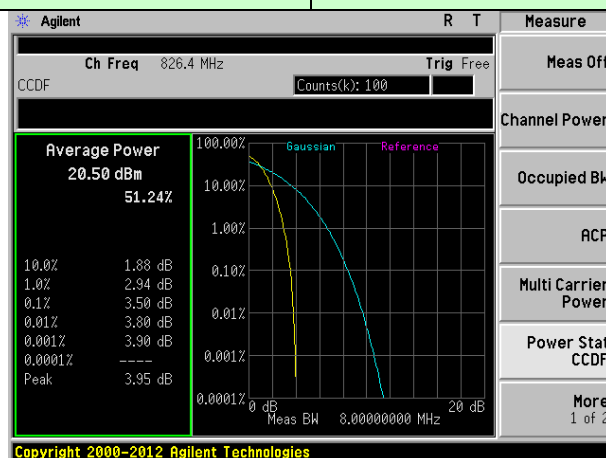 Agilent R T Measure
Ch Freq 826.4 MHz Trig Free
CCDF Counts(k): 100
Meas Off
Channel Power
Average Power
20.50 dBm
51.24%
10.0% 1.88 dB
1.0% 2.94 dB
0.1% 3.50 dB
0.01% 3.80 dB
0.001% 3.90 dB
0.0001% ----
Peak 3.95 dB
Gaussian Reference
100.00%
10.00%
1.00%
0.10%
0.01%
0.001%
0.0001%
0 dB 20 dB
Meas BW 8.00000000 MHz
Occupied BW
ACP
Multi Carrier
Power
Power Stat
CCDF
More
1 of 2
Copyright 2000-2012 Agilent Technologies